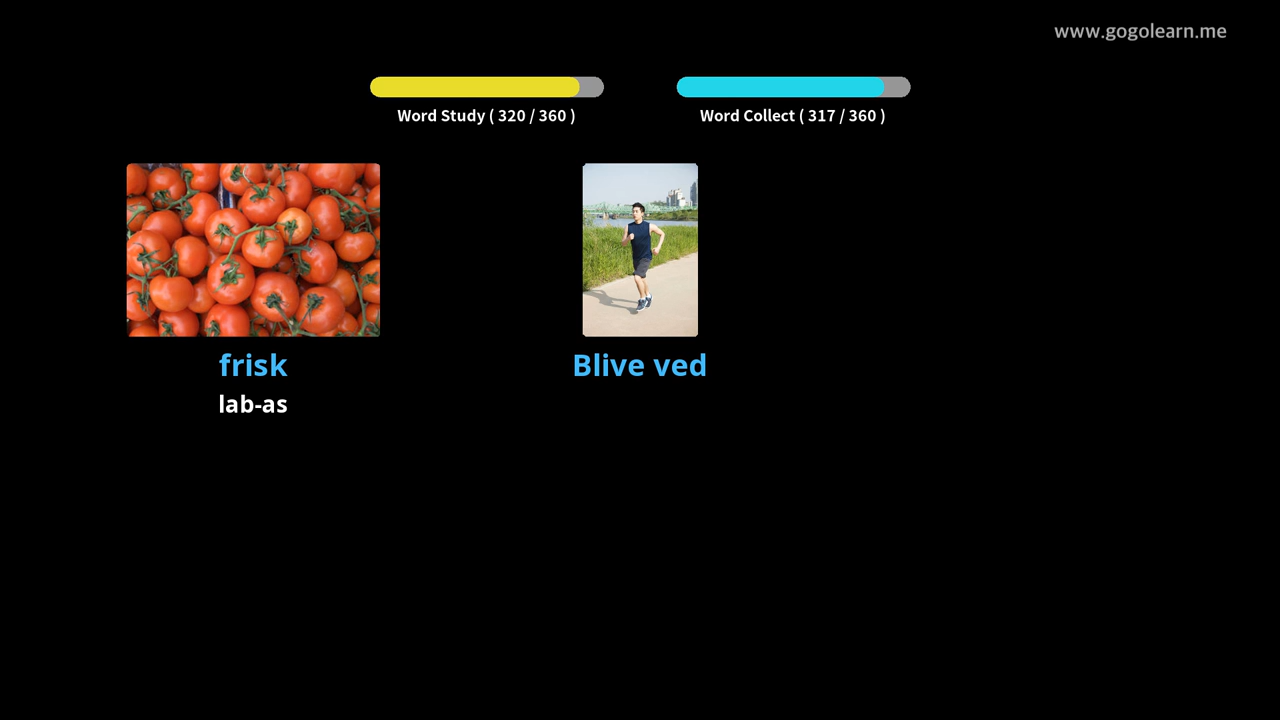 www.gogolearn.me
Word Study ( 320 / 360 )
Word Collect ( 317 / 360 )
frisk
lab-as
Blive ved